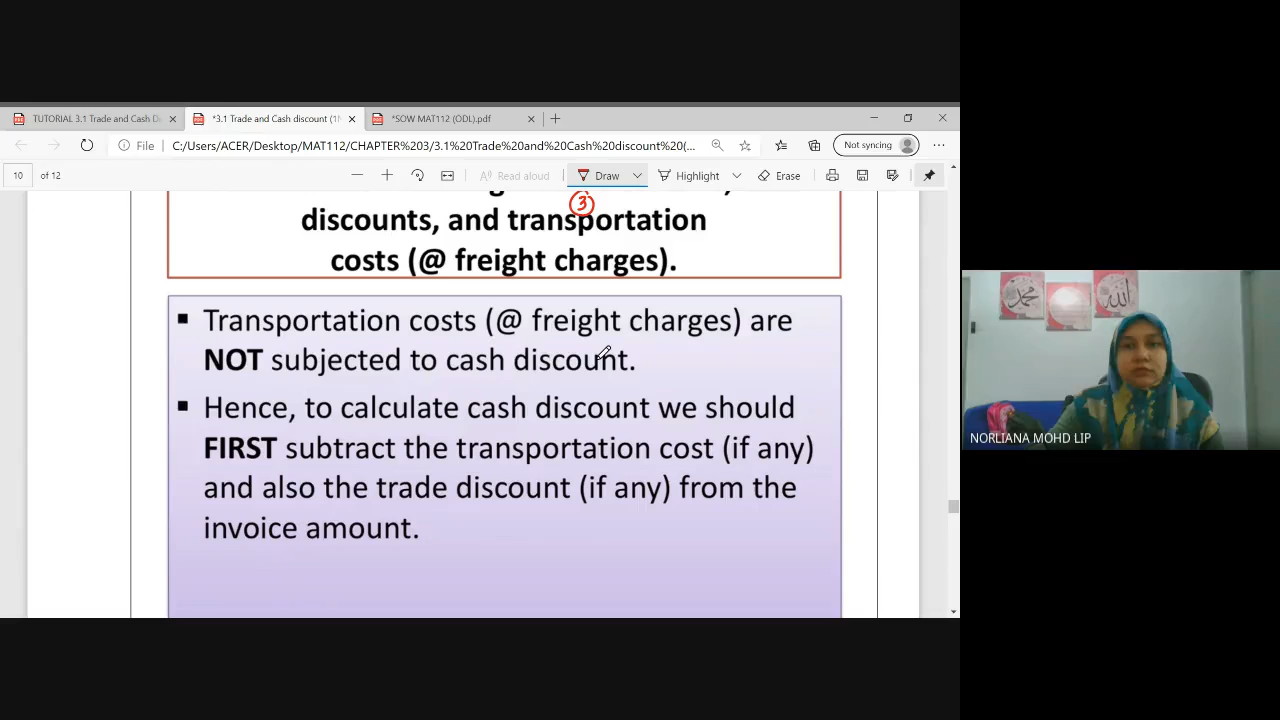 TUTORIAL 3.1 Trade and Cash D
*3.1 Trade and Cash discount (1
*SOW MAT112 (ODL).pdf
File
C:/Users/ACER/Desktop/MAT112/CHAPTER%203/3.1%20Trade%20and%20Cash%20discount%20(...
Not syncing
10 of 12
Read aloud
Draw
Highlight
Erase
3
discounts, and transportation
costs (@ freight charges).
▪ Transportation costs (@ freight charges) are
NOT subjected to cash discount.
▪ Hence, to calculate cash discount we should
FIRST subtract the transportation cost (if any)
and also the trade discount (if any) from the
invoice amount.
NORLIANA MOHD LIP
محمد
الله